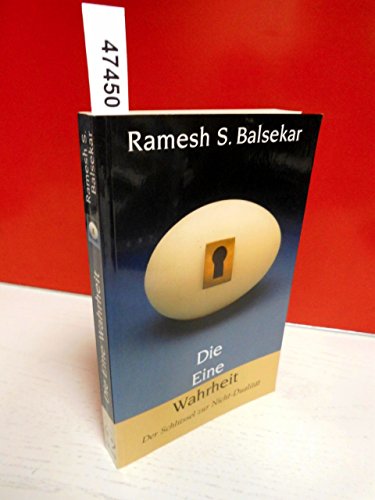 47450
Ramesh S. Balsekar
Die
Eine
Wahrheit
Der Schlüssel zur Nicht-Dualität
Ramesh S.
Balsekar
Die Eine Wahrheit